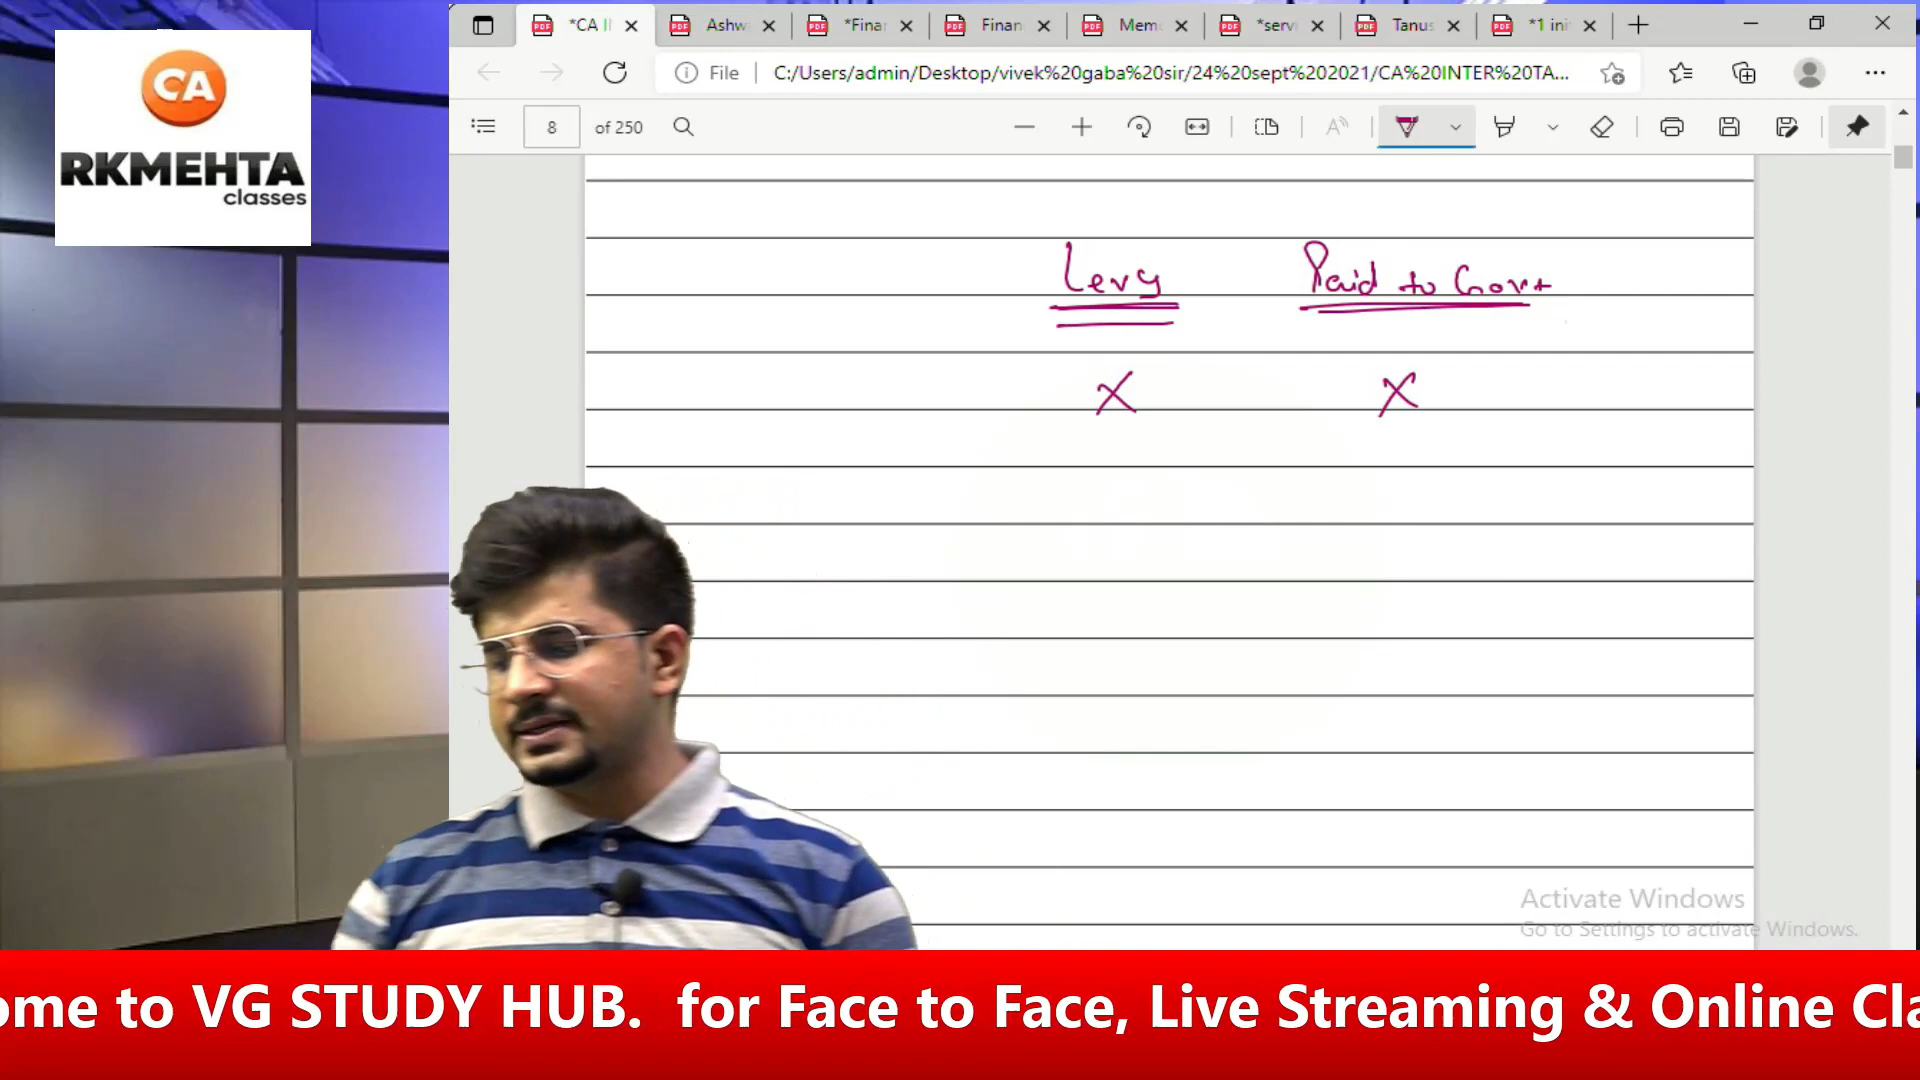 CA
RKMEHTA
classes
*CA I
Ashw
*Finar
Finan
Mem
*servi
Tanus
*1 ini
File
C:/Users/admin/Desktop/vivek%20gaba%20sir/24%20sept%202021/CA%20INTER%20TA...
8 of 250
Levy Paid to Govt
X X
Activate Windows
Go to Settings to activate Windows.
ome to VG STUDY HUB. for Face to Face, Live Streaming & Online Cla